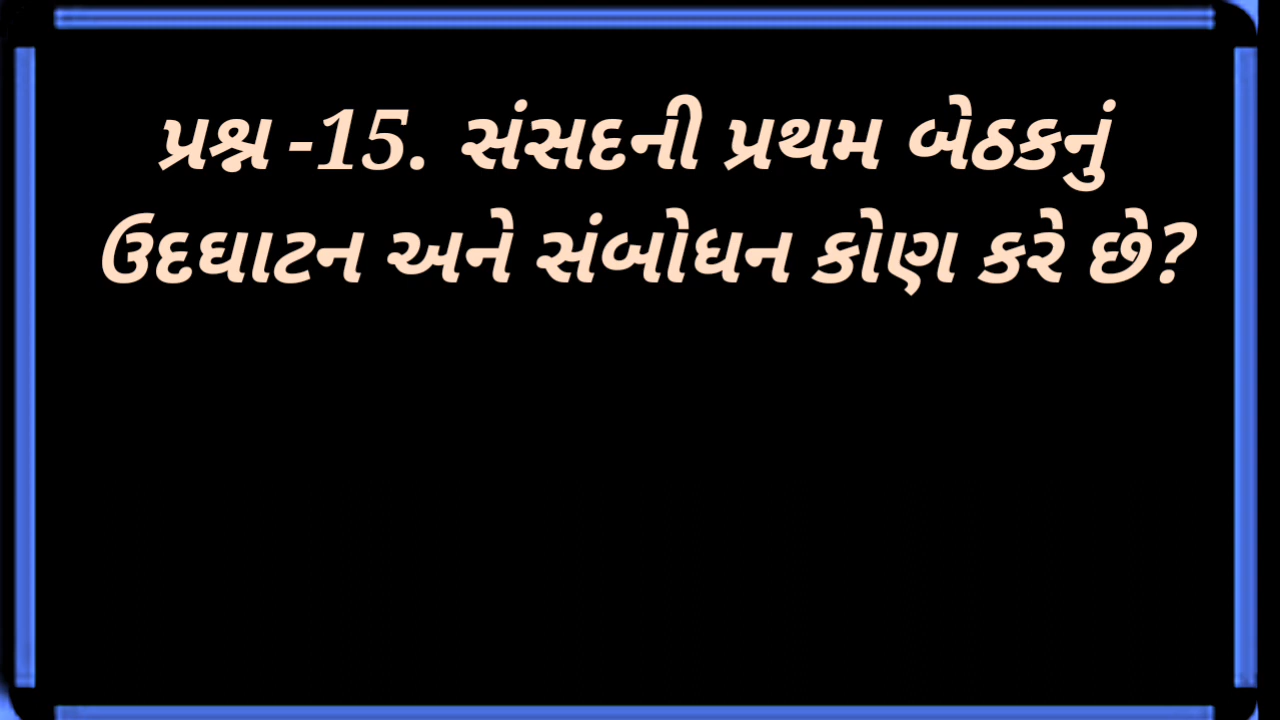 પ્રશ્ન -15. સંસદની પ્રથમ બેઠકનું
ઉદઘાટન અને સંબોધન કોણ કરે છે?